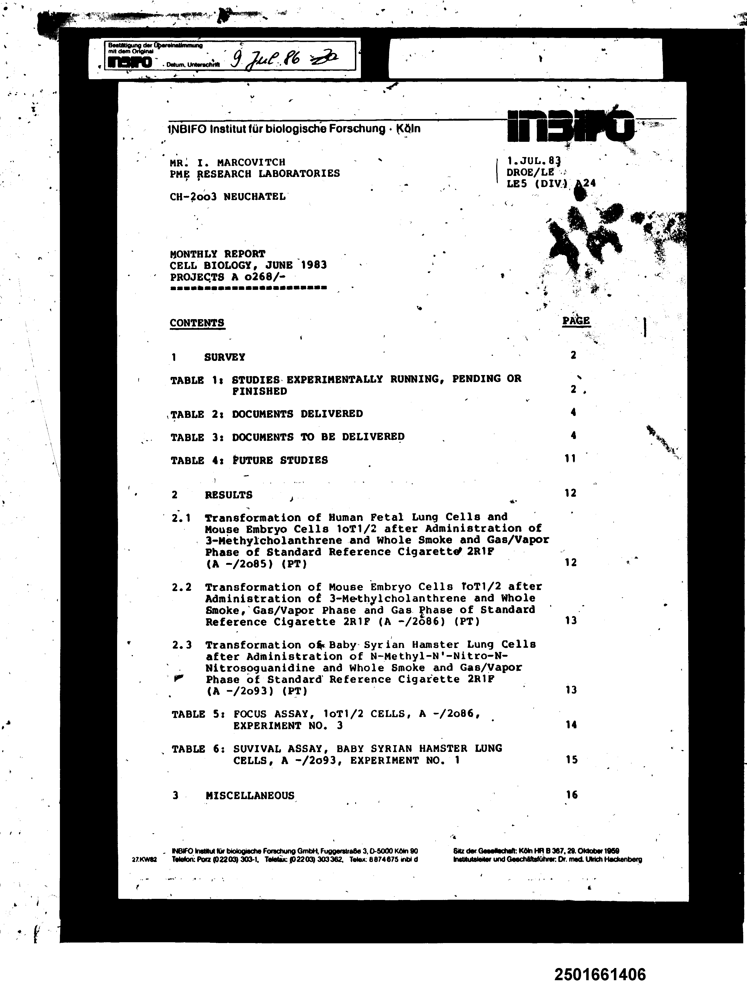 Bestätigung der Übereinstimmung
mit dem Original
INBIFO Datum, Unterschrift 9 Jul. 86
INBIFO Institut für biologische Forschung · Köln
INBIFO
MR. I. MARCOVITCH
PME RESEARCH LABORATORIES
CH-2oo3 NEUCHATEL
1.JUL.83
DROE/LE
LE5 (DIV.) A24
MONTHLY REPORT
CELL BIOLOGY, JUNE 1983
PROJECTS A o268/-
=======================
CONTENTS PAGE
1 SURVEY 2
TABLE 1: STUDIES EXPERIMENTALLY RUNNING, PENDING OR
FINISHED 2
TABLE 2: DOCUMENTS DELIVERED 4
TABLE 3: DOCUMENTS TO BE DELIVERED 4
TABLE 4: FUTURE STUDIES 11
2 RESULTS 12
2.1 Transformation of Human Fetal Lung Cells and
Mouse Embryo Cells 1oT1/2 after Administration of
3-Methylcholanthrene and Whole Smoke and Gas/Vapor
Phase of Standard Reference Cigarette 2R1F
(A -/2o85) (PT) 12
2.2 Transformation of Mouse Embryo Cells 1oT1/2 after
Administration of 3-Methylcholanthrene and Whole
Smoke, Gas/Vapor Phase and Gas Phase of Standard
Reference Cigarette 2R1F (A -/2o86) (PT) 13
2.3 Transformation of Baby Syrian Hamster Lung Cells
after Administration of N-Methyl-N'-Nitro-N-
Nitrosoguanidine and Whole Smoke and Gas/Vapor
Phase of Standard Reference Cigarette 2R1F
(A -/2o93) (PT) 13
TABLE 5: FOCUS ASSAY, 1oT1/2 CELLS, A -/2o86,
EXPERIMENT NO. 3 14
TABLE 6: SUVIVAL ASSAY, BABY SYRIAN HAMSTER LUNG
CELLS, A -/2o93, EXPERIMENT NO. 1 15
3 MISCELLANEOUS 16
INBIFO Institut für biologische Forschung GmbH, Fuggerstraße 3, D-5000 Köln 90
Telefon: Porz (0 22 03) 303-1, Telefax: (0 22 03) 303 362, Telex: 8 874 675 inbi d
Sitz der Gesellschaft: Köln HR B 367, 29. Oktober 1959
Institutsleiter und Geschäftsführer: Dr. med. Ulrich Hackenberg
27.KW82
2501661406